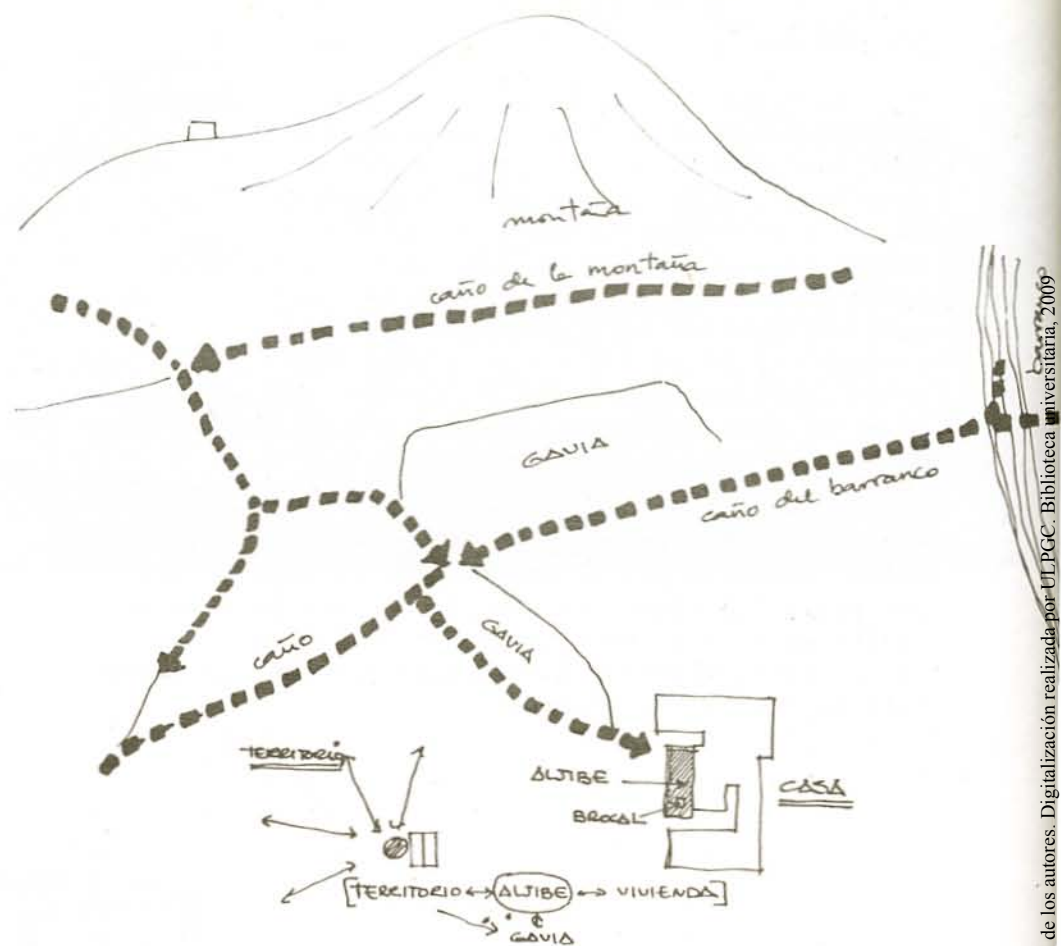 montaña
caño de la montaña
barranco
GAVIA
caño del barranco
caño
GAVIA
TERRITORIO
ALJIBE
BROCAL
CASA
[TERRITORIO ↔ ALJIBE ↔ VIVIENDA]
GAVIA
de los autores. Digitalización realizada por ULPGC. Biblioteca universitaria, 2009